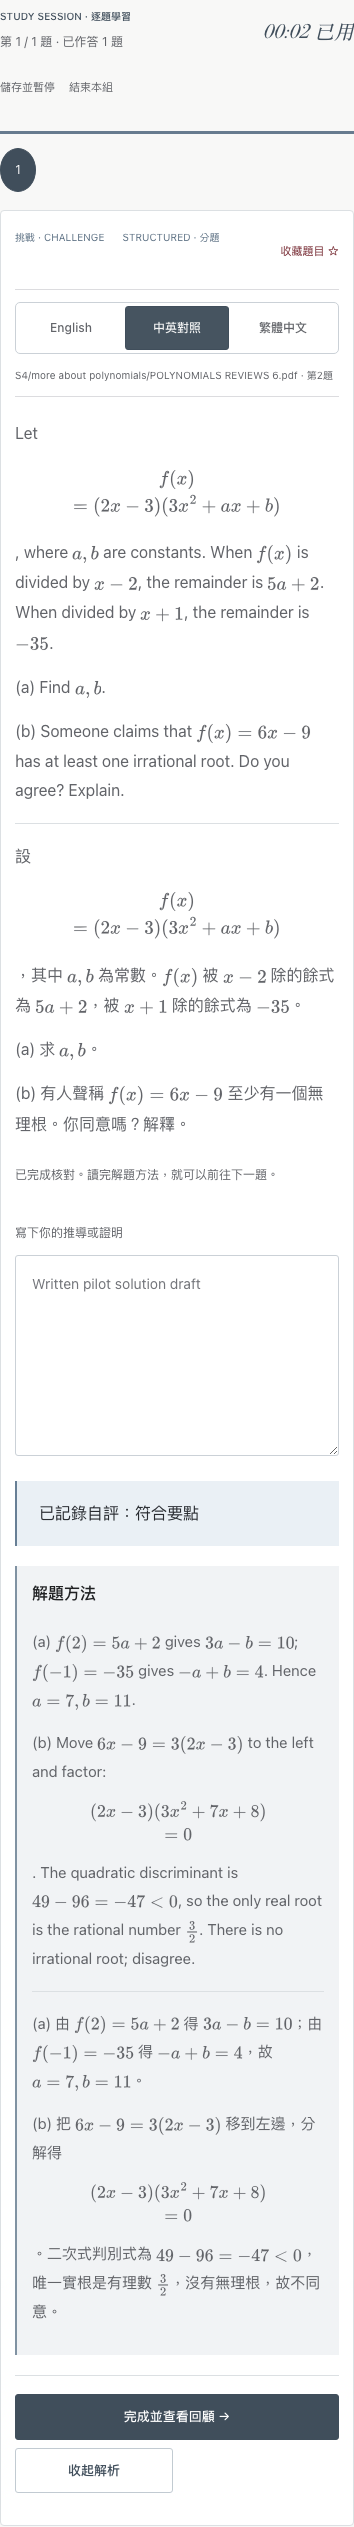 STUDY SESSION · 逐題學習
第 1 / 1 題 · 已作答 1 題
00:02 已用
儲存並暫停 結束本組
1
挑戰 · CHALLENGE STRUCTURED · 分題
收藏題目 ☆
English 中英對照 繁體中文
S4/more about polynomials/POLYNOMIALS REVIEWS 6.pdf · 第2題
Let
f(x)
= (2x − 3)(3x² + ax + b)
, where a, b are constants. When f(x) is
divided by x − 2, the remainder is 5a + 2.
When divided by x + 1, the remainder is
−35.
(a) Find a, b.
(b) Someone claims that f(x) = 6x − 9
has at least one irrational root. Do you
agree? Explain.
設
f(x)
= (2x − 3)(3x² + ax + b)
，其中 a, b 為常數。f(x) 被 x − 2 除的餘式
為 5a + 2，被 x + 1 除的餘式為 −35。
(a) 求 a, b。
(b) 有人聲稱 f(x) = 6x − 9 至少有一個無
理根。你同意嗎？解釋。
已完成核對。讀完解題方法，就可以前往下一題。
寫下你的推導或證明
Written pilot solution draft
已記錄自評：符合要點
解題方法
(a) f(2) = 5a + 2 gives 3a − b = 10;
f(−1) = −35 gives −a + b = 4. Hence
a = 7, b = 11.
(b) Move 6x − 9 = 3(2x − 3) to the left
and factor:
(2x − 3)(3x² + 7x + 8)
= 0
. The quadratic discriminant is
49 − 96 = −47 < 0, so the only real root
is the rational number 3/2. There is no
irrational root; disagree.
(a) 由 f(2) = 5a + 2 得 3a − b = 10；由
f(−1) = −35 得 −a + b = 4，故
a = 7, b = 11。
(b) 把 6x − 9 = 3(2x − 3) 移到左邊，分
解得
(2x − 3)(3x² + 7x + 8)
= 0
。二次式判別式為 49 − 96 = −47 < 0，
唯一實根是有理數 3/2，沒有無理根，故不同
意。
完成並查看回顧 →
收起解析